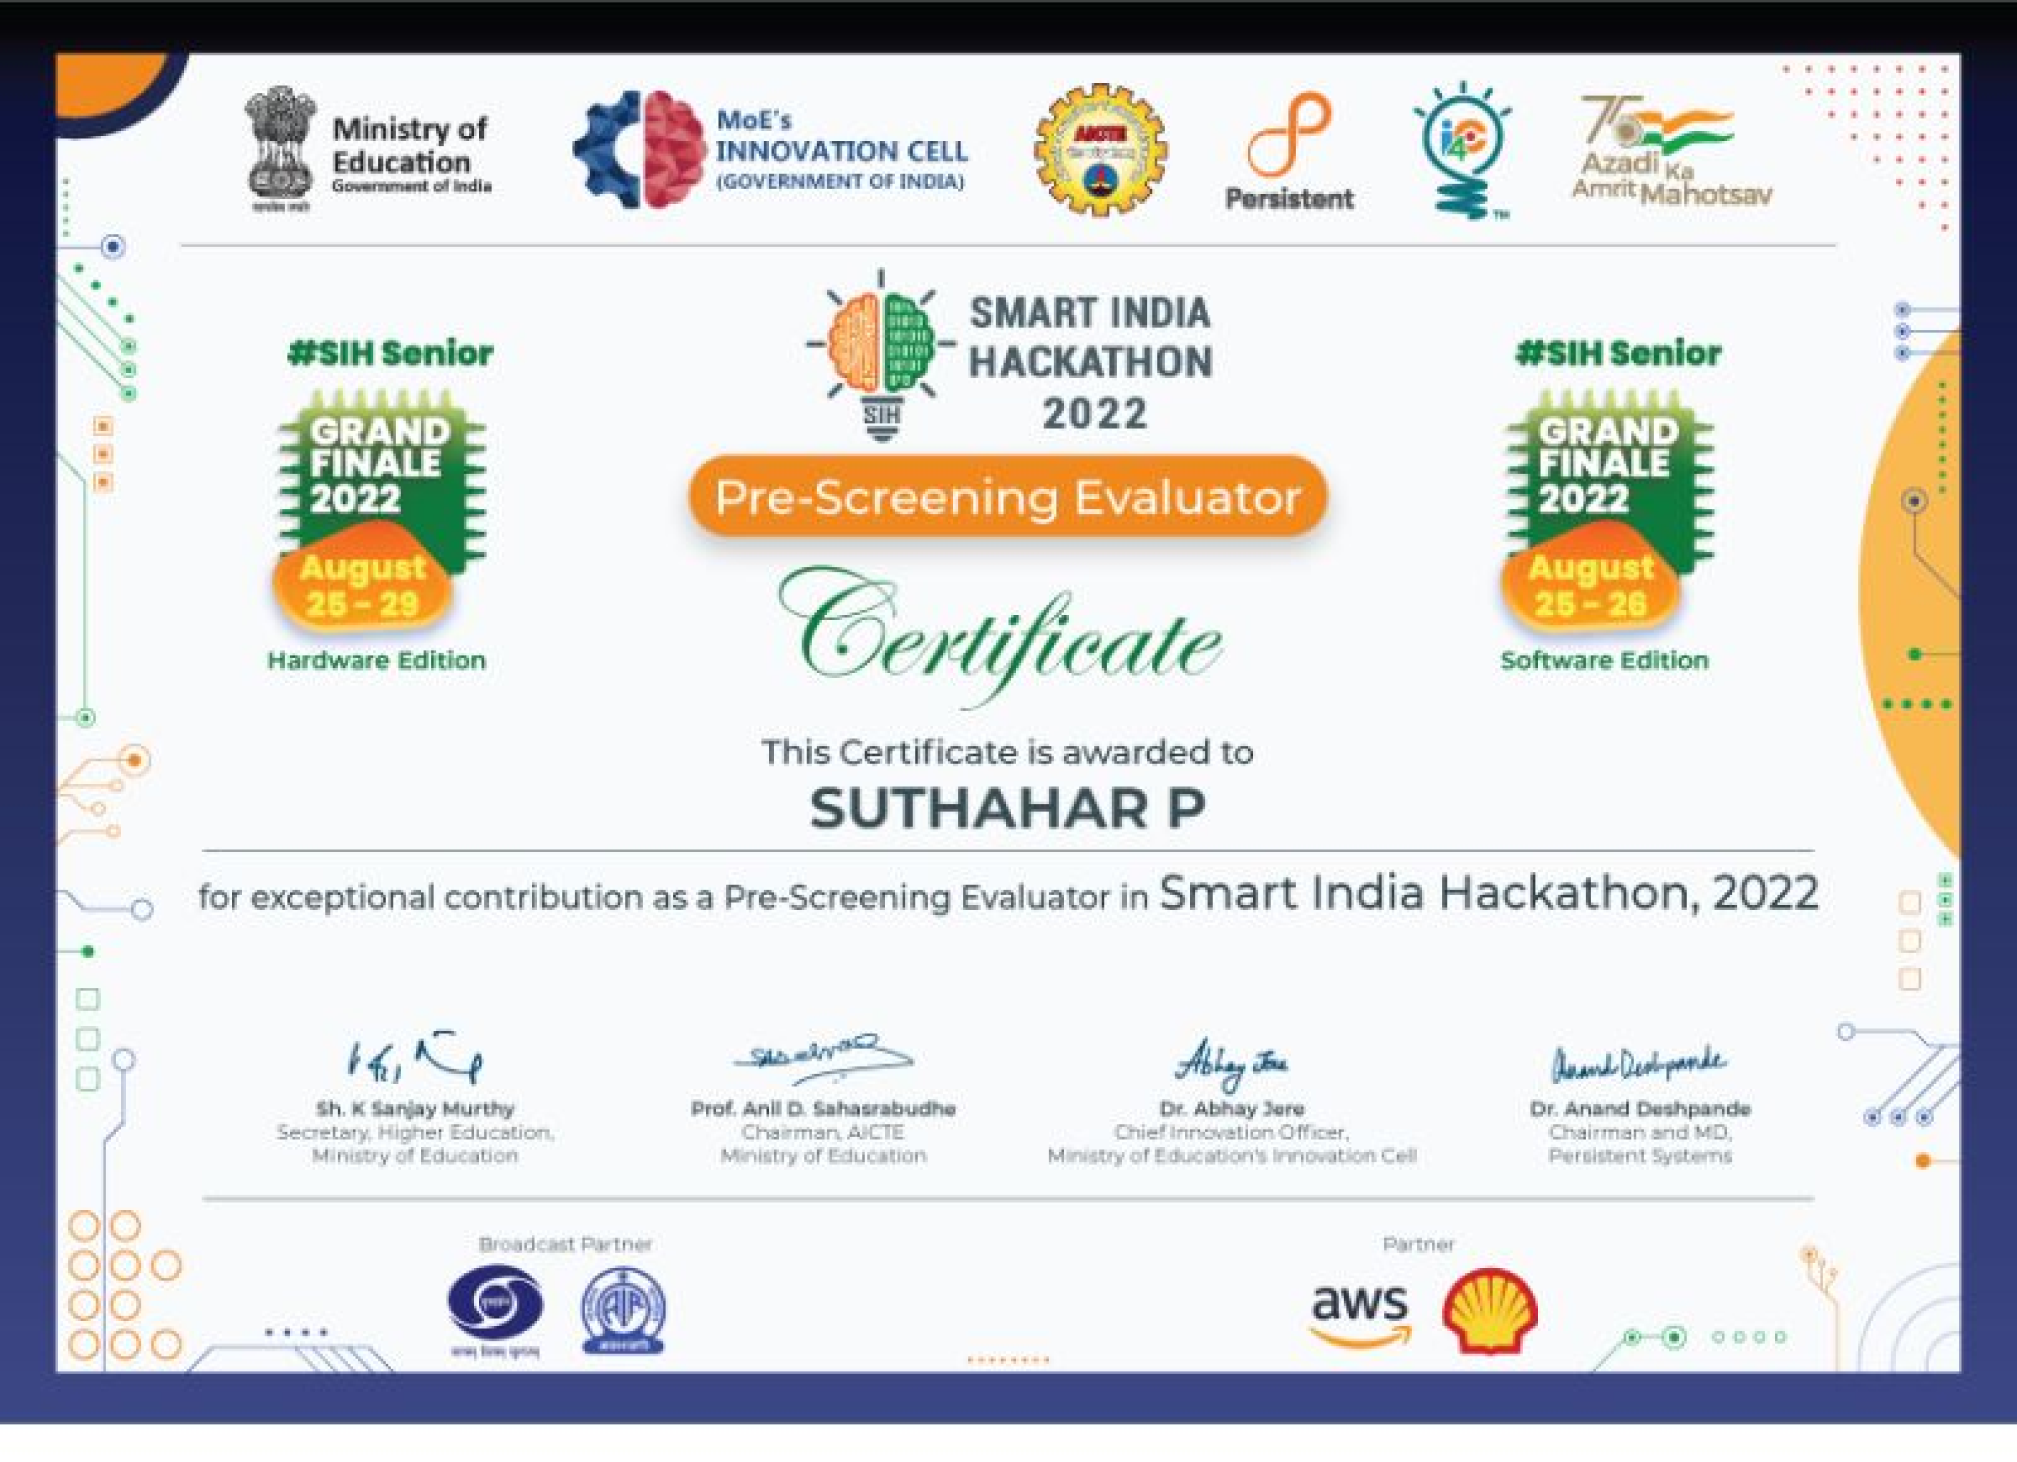 Ministry of
Education
Government of India
MoE's
INNOVATION CELL
(GOVERNMENT OF INDIA)
AICTE
Persistent
i4C
TM
75
Azadi Ka
Amrit Mahotsav
SMART INDIA
HACKATHON
2022
SIH
#SIH Senior
GRAND
FINALE
2022
August
25 - 29
Hardware Edition
#SIH Senior
GRAND
FINALE
2022
August
25 - 26
Software Edition
Pre-Screening Evaluator
Certificate
This Certificate is awarded to
SUTHAHAR P
for exceptional contribution as a Pre-Screening Evaluator in Smart India Hackathon, 2022
Sh. K Sanjay Murthy
Secretary, Higher Education,
Ministry of Education
Prof. Anil D. Sahasrabudhe
Chairman, AICTE
Ministry of Education
Abhay Jere
Dr. Abhay Jere
Chief Innovation Officer,
Ministry of Education's Innovation Cell
Anand Deshpande
Dr. Anand Deshpande
Chairman and MD,
Persistent Systems
Broadcast Partner
AIR
Partner
aws